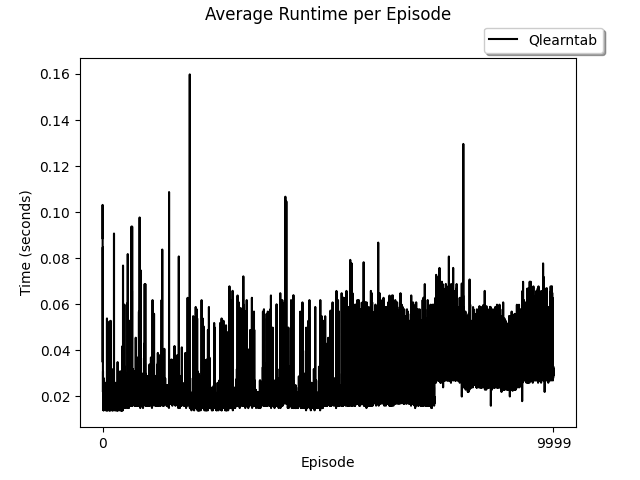 Average Runtime per Episode
Qlearntab
0.16
0.14
0.12
0.10
0.08
0.06
0.04
0.02
Time (seconds)
0 9999
Episode